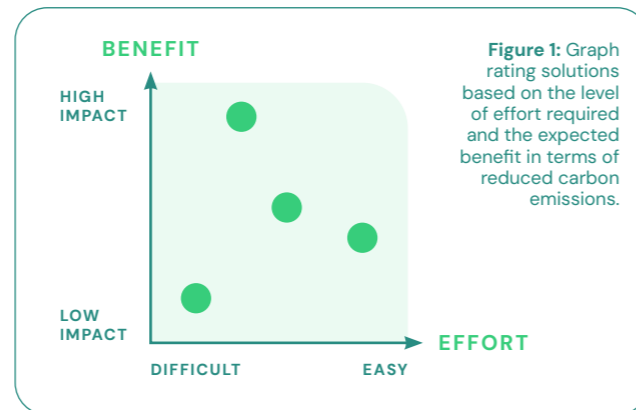 BENEFIT
HIGH
IMPACT
LOW
IMPACT
DIFFICULT
EASY
EFFORT
Figure 1: Graph
rating solutions
based on the level
of effort required
and the expected
benefit in terms of
reduced carbon
emissions.